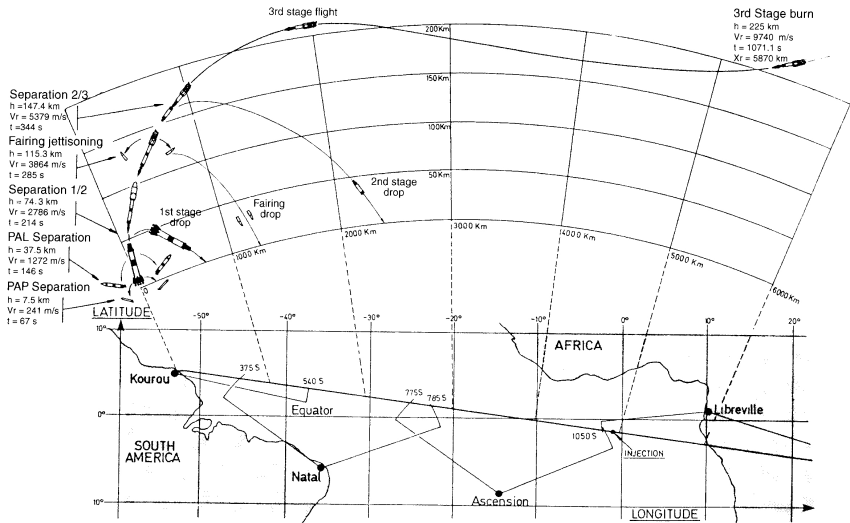 3rd stage flight
3rd Stage burn
h = 225 km
Vr = 9740 m/s
t = 1071.1 s
Xr = 5870 km
200Km
150Km
100Km
50Km
Separation 2/3
h =147.4 km
Vr = 5379 m/s
t =344 s
Fairing jettisoning
h = 115.3 km
Vr = 3864 m/s
t = 285 s
Separation 1/2
h = 74.3 km
Vr = 2786 m/s
t = 214 s
PAL Separation
h = 37.5 km
Vr = 1272 m/s
t = 146 s
PAP Separation
h = 7.5 km
Vr = 241 m/s
t = 67 s
1st stage
drop
Fairing
drop
2nd stage
drop
1000 Km
2000 Km
3000 Km
4000 Km
5000 Km
6000 Km
LATITUDE
-50°
-40°
-30°
-20°
-10°
0°
10°
20°
10°
0°
10°
AFRICA
Kourou
375 S
540 S
775S
785S
Equator
Libreville
1050 S
INJECTION
SOUTH
AMERICA
Natal
Ascension
LONGITUDE